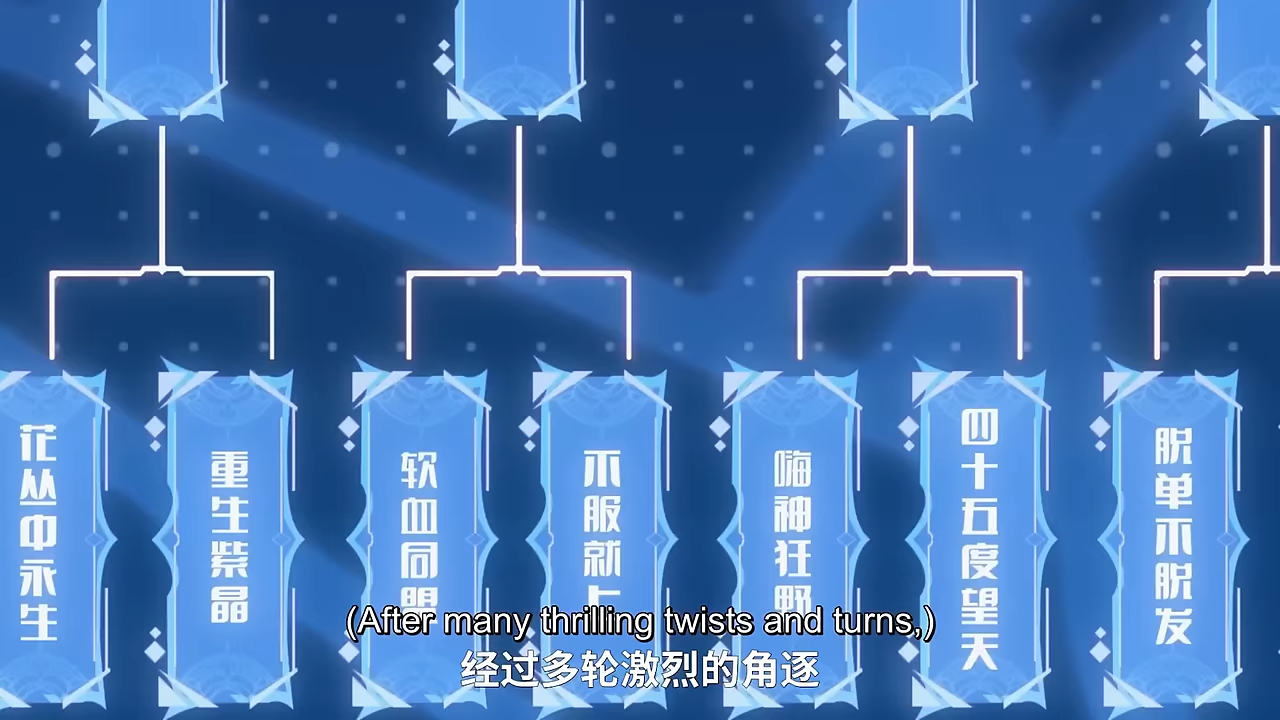 花丛中永生
重生紫晶
软血同盟
不服就上
嗨神狂野
四十五度望天
脱单不脱发
(After many thrilling twists and turns,)
经过多轮激烈的角逐